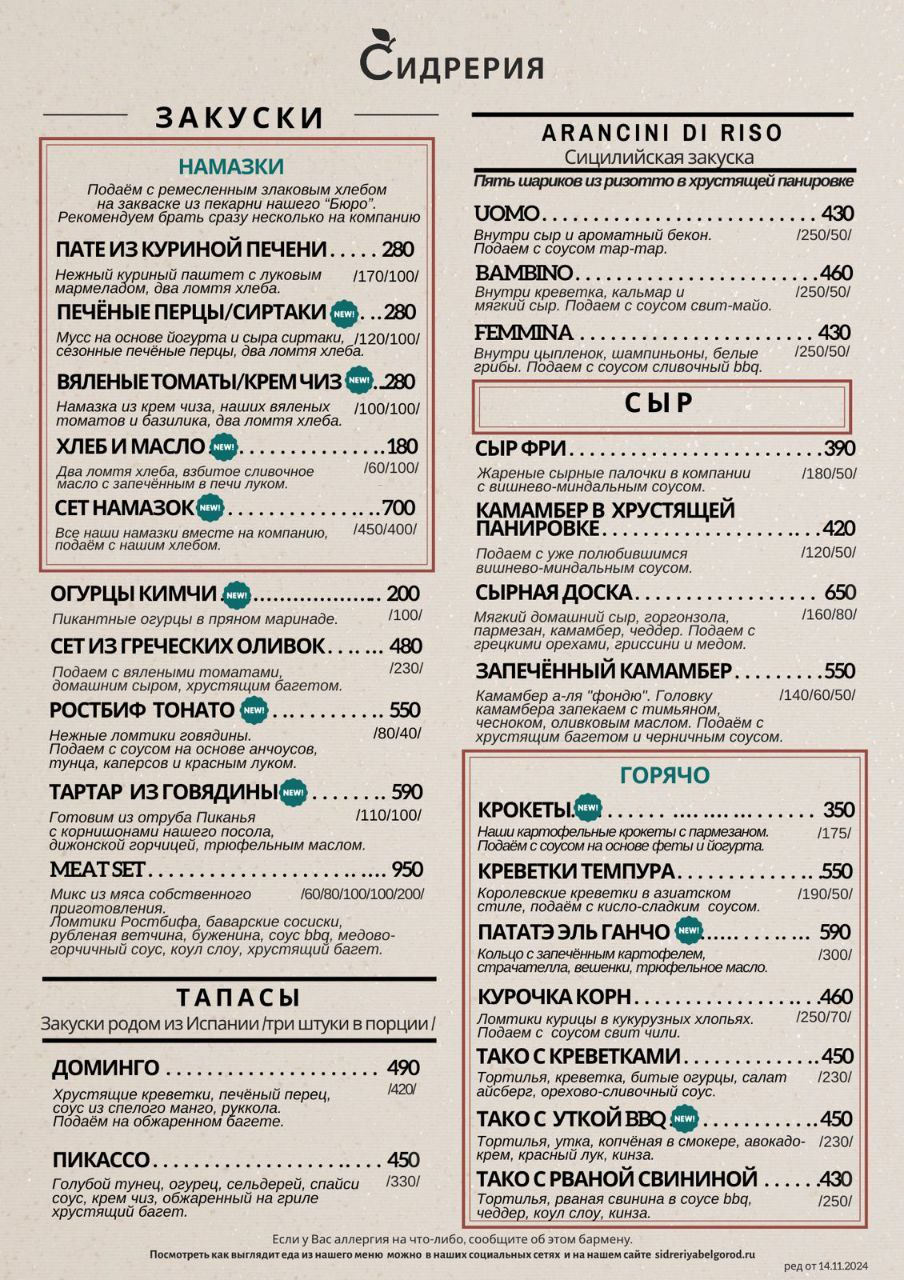 Сидрерия
ЗАКУСКИ
НАМАЗКИ
Подаём с ремесленным злаковым хлебом
на закваске из пекарни нашего “Бюро”.
Рекомендуем брать сразу несколько на компанию
ПАТЕ ИЗ КУРИНОЙ ПЕЧЕНИ . . . . . 280
Нежный куриный паштет с луковым /170/100/
мармеладом, два ломтя хлеба.
ПЕЧЁНЫЕ ПЕРЦЫ/СИРТАКИ NEW! . . .280
Мусс на основе йогурта и сыра сиртаки, /120/100/
сезонные печёные перцы, два ломтя хлеба.
ВЯЛЕНЫЕ ТОМАТЫ/КРЕМ ЧИЗ NEW! ...280
Намазка из крем чиза, наших вяленых /100/100/
томатов и базилика, два ломтя хлеба.
ХЛЕБ И МАСЛО NEW! . . . . . . . . . . . . . . .180
Два ломтя хлеба, взбитое сливочное /60/100/
масло с запечённым в печи луком.
СЕТ НАМАЗОК NEW! . . . . . . . . . . . . .. ...700
Все наши намазки вместе на компанию, /450/400/
подаём с нашим хлебом.
ОГУРЦЫ КИМЧИ NEW! ......................... 200
Пикантные огурцы в пряном маринаде. /100/
СЕТ ИЗ ГРЕЧЕСКИХ ОЛИВОК . . .. ... 480
Подаем с вялеными томатами, /230/
домашним сыром, хрустящим багетом.
РОСТБИФ ТОНАТО NEW! . .. . . . . . . .. 550
Нежные ломтики говядины. /80/40/
Подаем с соусом на основе анчоусов,
тунца, каперсов и красным луком.
ТАРТАР ИЗ ГОВЯДИНЫ NEW! . . . . . . .. 590
Готовим из отруба Пиканья /110/100/
с корнишонами нашего посола,
дижонской горчицей, трюфельным маслом.
MEAT SET . . . . . . . . . . . . . . . . . . . .. .... 950
Микс из мяса собственного /60/80/100/100/200/
приготовления.
Ломтики Ростбифа, баварские сосиски,
рубленая ветчина, буженина, соус bbq, медово-
горчичный соус, коул слоу, хрустящий багет.
ТАПАСЫ
Закуски родом из Испании /три штуки в порции /
ДОМИНГО . . . . . . . . . . . . . . . . . . . . . 490
Хрустящие креветки, печёный перец, /420/
соус из спелого манго, руккола.
Подаём на обжаренном багете.
ПИКАССО . . . . . . . . . . . . . . . . . . .. .. . . 450
Голубой тунец, огурец, сельдерей, спайси /330/
соус, крем чиз, обжаренный на гриле
хрустящий багет.
ARANCINI DI RISO
Сицилийская закуска
Пять шариков из ризотто в хрустящей панировке
UOMO . . . . . . . . . . . . . . . . . . . . . . . . . . . 430
Внутри сыр и ароматный бекон. /250/50/
Подаем с соусом тар-тар.
BAMBINO . . . . . . . . . . . . . . . . . . . . . . . .460
Внутри креветка, кальмар и /250/50/
мягкий сыр. Подаем с соусом свит-майо.
FEMMINA . . . . . . . . . . . . . . . . . . . . . . . 430
Внутри цыпленок, шампиньоны, белые /250/50/
грибы. Подаем с соусом сливочный bbq.
СЫР
СЫР ФРИ . . . . . . . . . . . . . . . . . . . . . . . . .390
Жареные сырные палочки в компании /180/50/
с вишнево-миндальным соусом.
КАМАМБЕР В ХРУСТЯЩЕЙ
ПАНИРОВКЕ . . . . . . . . . . . . . . . . . . .. . ...420
Подаем с уже полюбившимся /120/50/
вишнево-миндальным соусом.
СЫРНАЯ ДОСКА . . . . . . . . . . . . . . . . . . . 650
Мягкий домашний сыр, горгонзола, /160/80/
пармезан, камамбер, чеддер. Подаем с
грецкими орехами, гриссини и медом.
ЗАПЕЧЁННЫЙ КАМАМБЕР . . . . . . . . .550
Камамбер а-ля "фондю". Головку /140/60/50/
камамбера запекаем с тимьяном,
чесноком, оливковым маслом. Подаём с
хрустящим багетом и черничным соусом.
ГОРЯЧО
КРОКЕТЫ. NEW! . . . . . .... .... .. . . . . . . . 350
Наши картофельные крокеты с пармезаном. /175/
Подаём с соусом на основе феты и йогурта.
КРЕВЕТКИ ТЕМПУРА . . . . . . . . . . . . .. ..550
Королевские креветки в азиатском /190/50/
стиле, подаём с кисло-сладким соусом.
ПАТАТЭ ЭЛЬ ГАНЧО NEW! ..... . . .. . .. ... 590
Кольцо с запечённым картофелем, /300/
страчателла, вешенки, трюфельное масло.
КУРОЧКА КОРН . . . . . . . . . . . . . . . . .. . ..460
Ломтики курицы в кукурузных хлопьях. /250/70/
Подаем с соусом свит чили.
ТАКО С КРЕВЕТКАМИ . . . . . . . . . . . . . .450
Тортилья, креветка, битые огурцы, салат /230/
айсберг, орехово-сливочный соус.
ТАКО С УТКОЙ BBQ NEW! . . . . . . . . . . . .450
Тортилья, утка, копчёная в смокере, авокадо- /230/
крем, красный лук, кинза.
ТАКО С РВАНОЙ СВИНИНОЙ . . . . . .430
Тортилья, рваная свинина в соусе bbq, /250/
чеддер, коул слоу, кинза.
Если у Вас аллергия на что-либо, сообщите об этом бармену.
Посмотреть как выглядит еда из нашего меню можно в наших социальных сетях и на нашем сайте sidreriyabelgorod.ru
ред от 14.11.2024